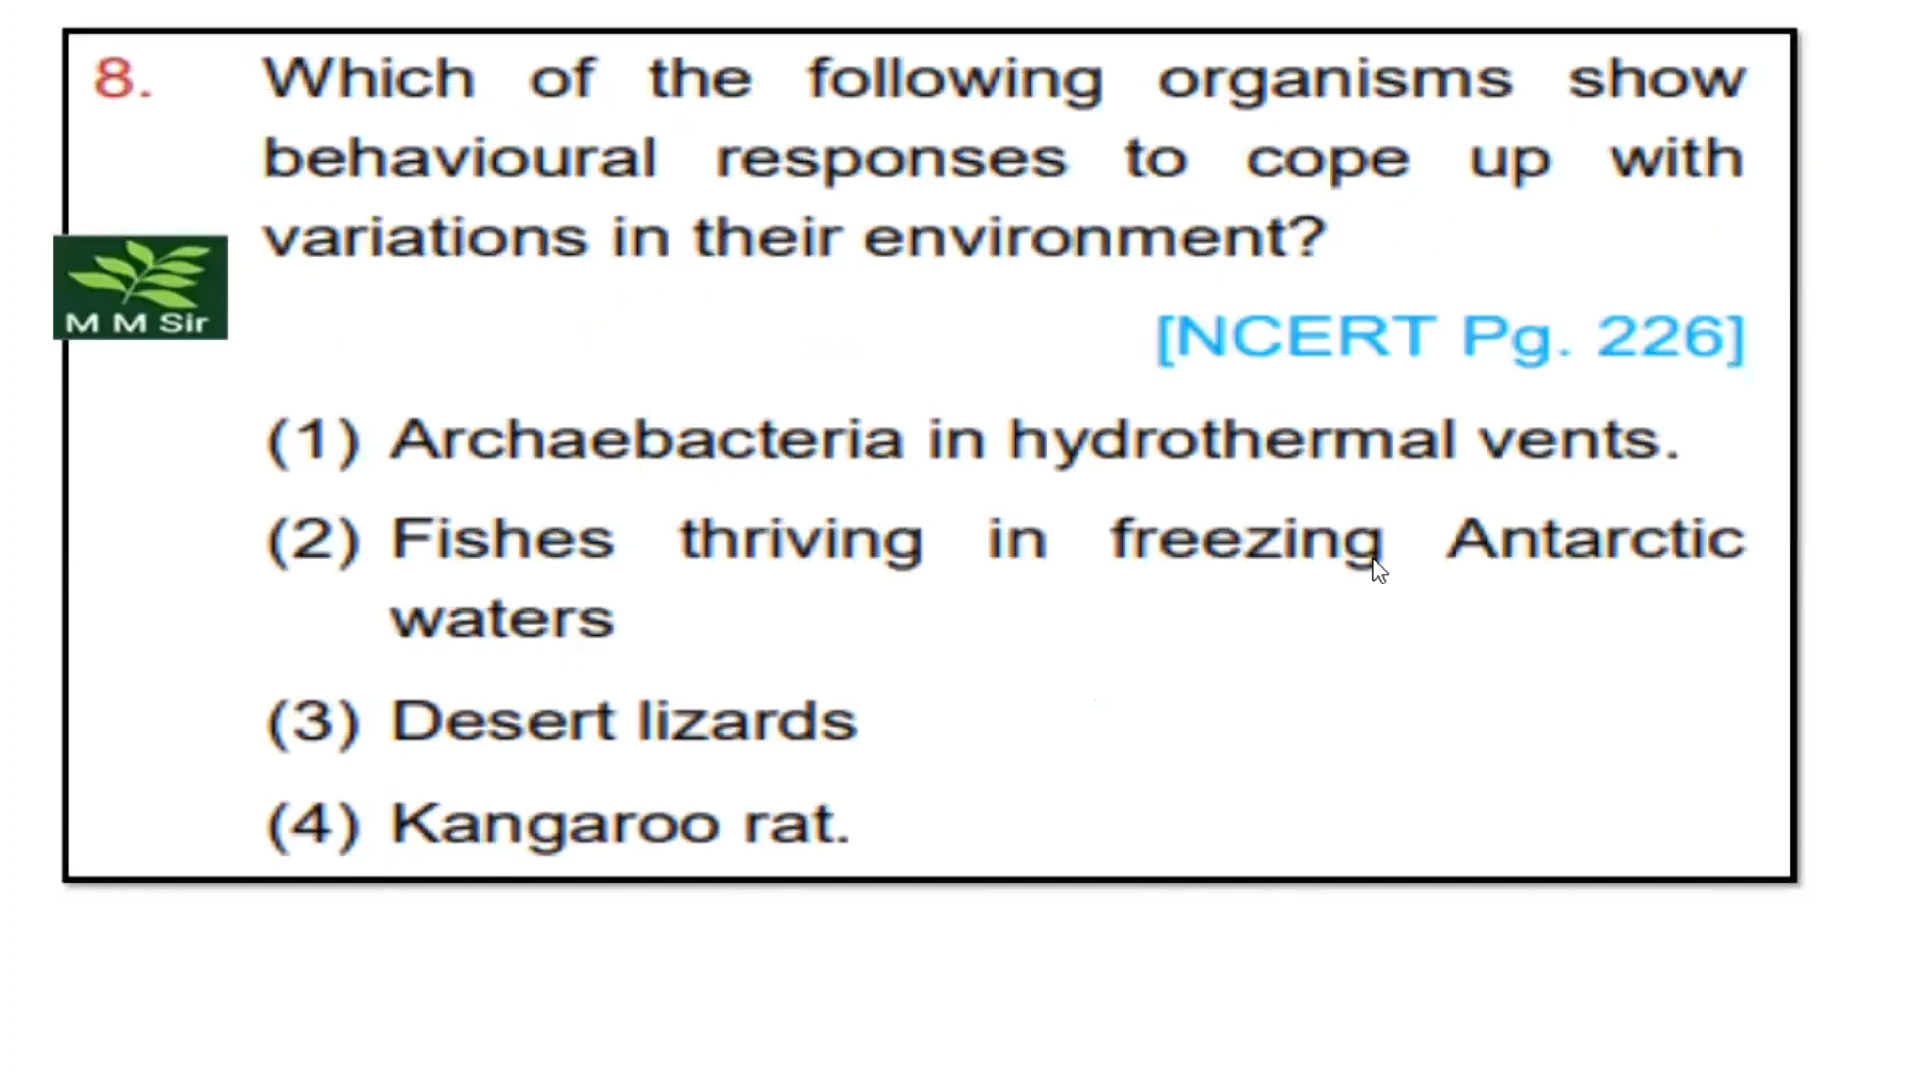 8. Which of the following organisms show
behavioural responses to cope up with
variations in their environment?
M M Sir
[NCERT Pg. 226]
(1) Archaebacteria in hydrothermal vents.
(2) Fishes thriving in freezing Antarctic
waters
(3) Desert lizards
(4) Kangaroo rat.